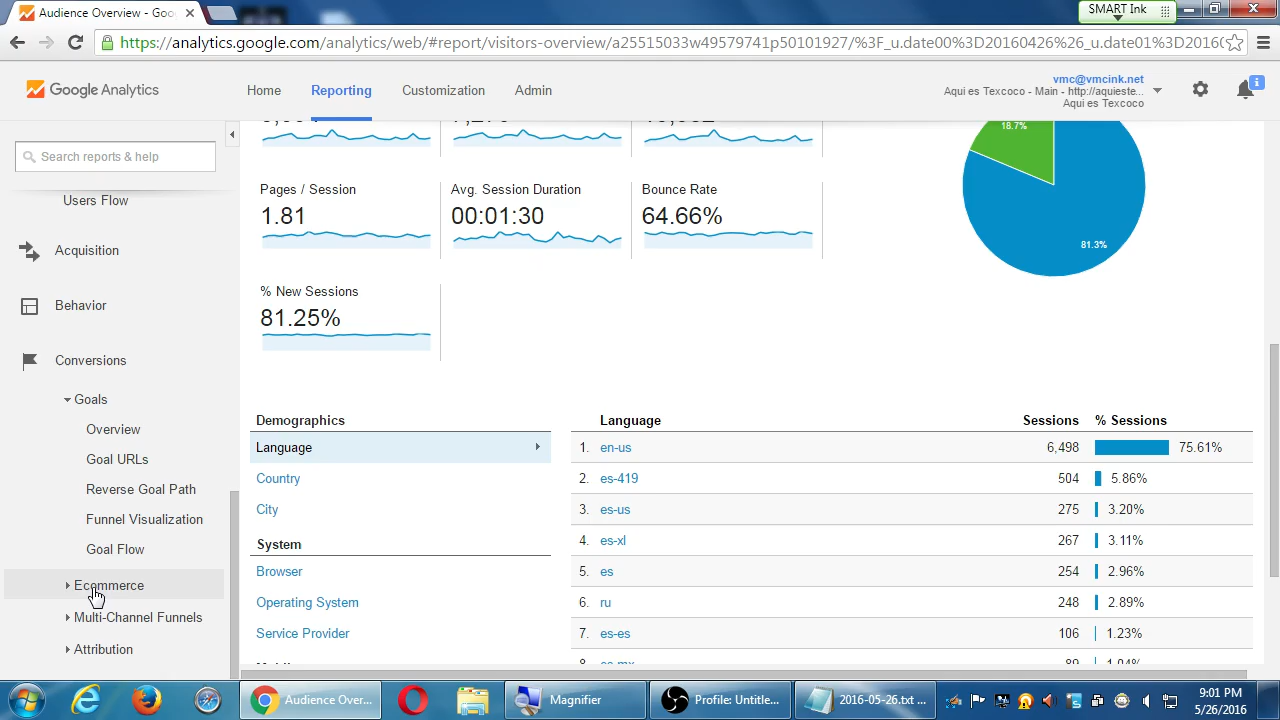 Audience Overview - Goo
SMART Ink
https://analytics.google.com/analytics/web/#report/visitors-overview/a25515033w49579741p50101927/%3F_u.date00%3D20160426%26_u.date01%3D2016
Google Analytics
Home
Reporting
Customization
Admin
vmc@vmcink.net
Aqui es Texcoco - Main - http://aquieste...
Aqui es Texcoco
i
Search reports & help
Users Flow
Acquisition
Behavior
Conversions
Goals
Overview
Goal URLs
Reverse Goal Path
Funnel Visualization
Goal Flow
Ecommerce
Multi-Channel Funnels
Attribution
18.7%
81.3%
Pages / Session
1.81
Avg. Session Duration
00:01:30
Bounce Rate
64.66%
% New Sessions
81.25%
Demographics
Language
Country
City
System
Browser
Operating System
Service Provider
Language Sessions % Sessions
1. en-us 6,498 75.61%
2. es-419 504 5.86%
3. es-us 275 3.20%
4. es-xl 267 3.11%
5. es 254 2.96%
6. ru 248 2.89%
7. es-es 106 1.23%
8. es-mx 89 1.04%
Audience Over...
Magnifier
Profile: Untitle...
2016-05-26.txt ...
9:01 PM
5/26/2016